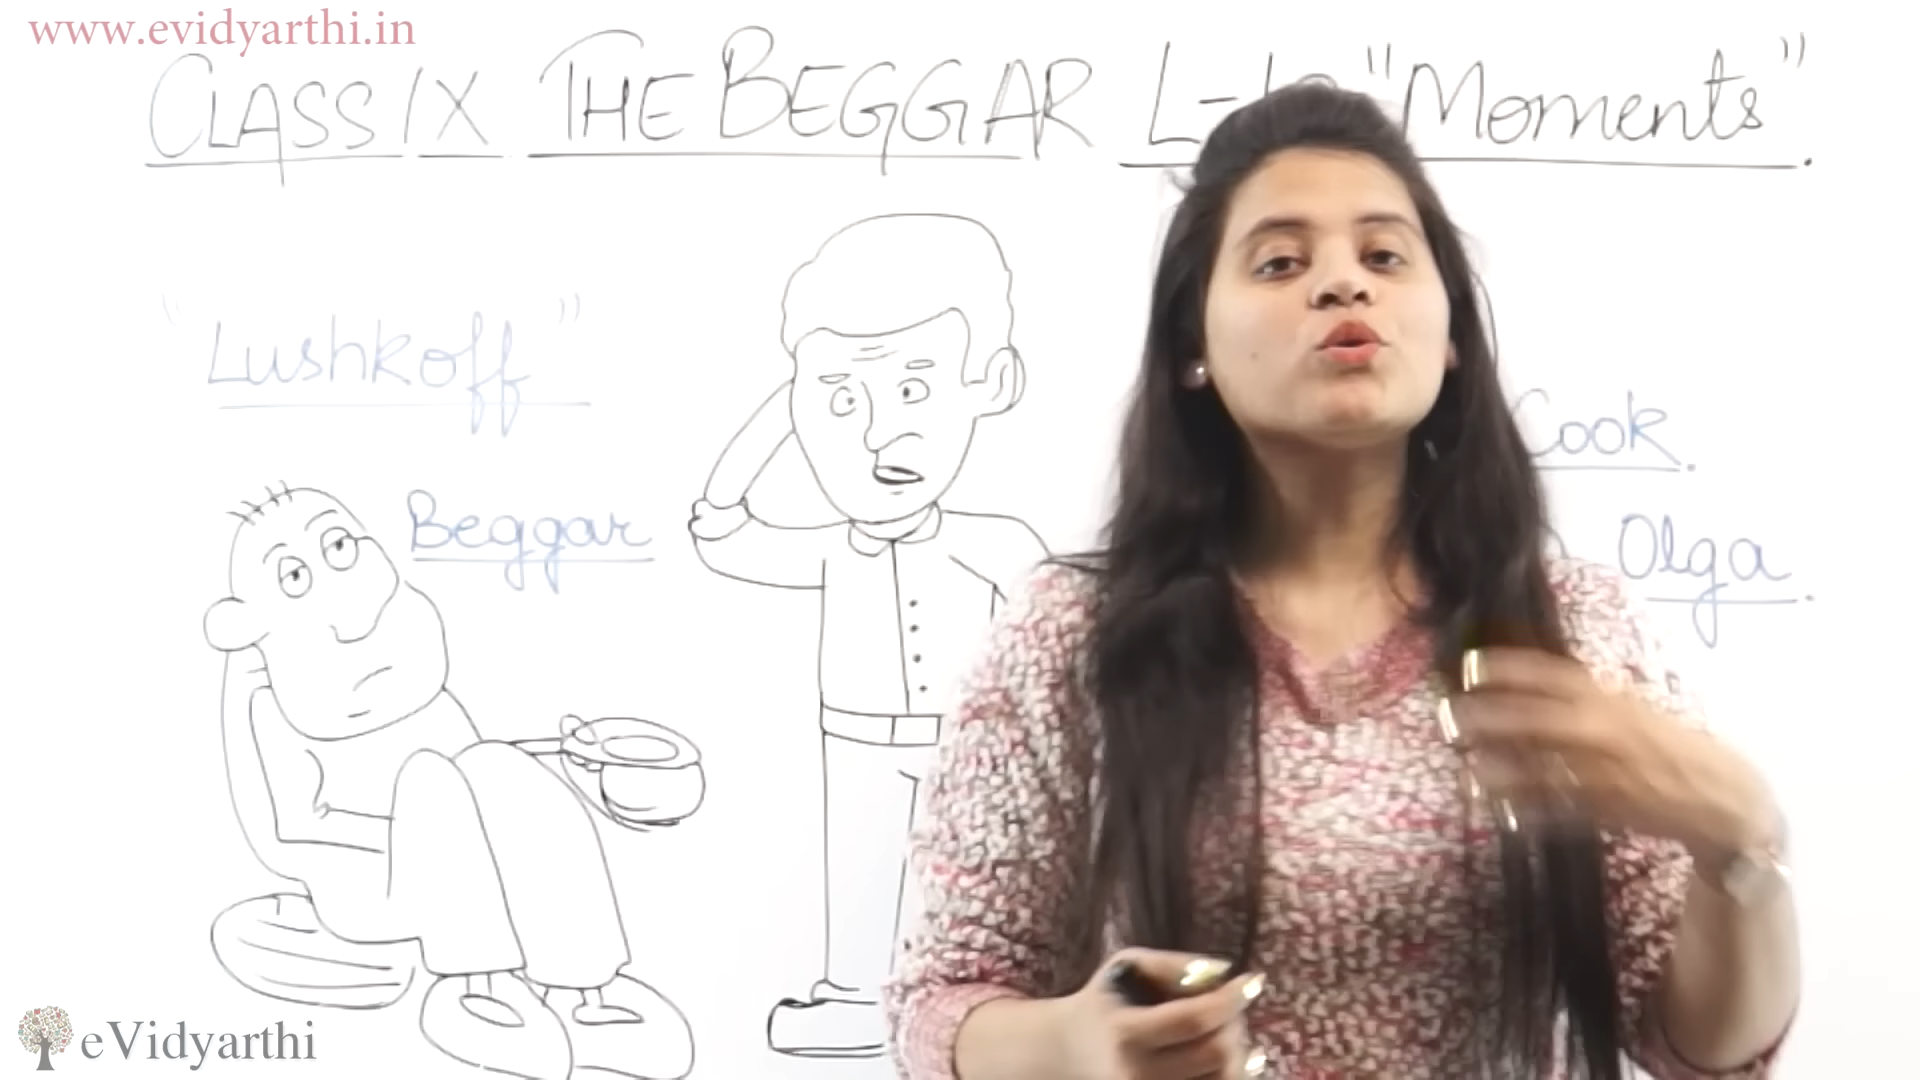 www.evidyarthi.in
CLASS IX THE BEGGAR L- "Moments".
"Lushkoff"
Cook.
Beggar
Olga.
eVidyarthi